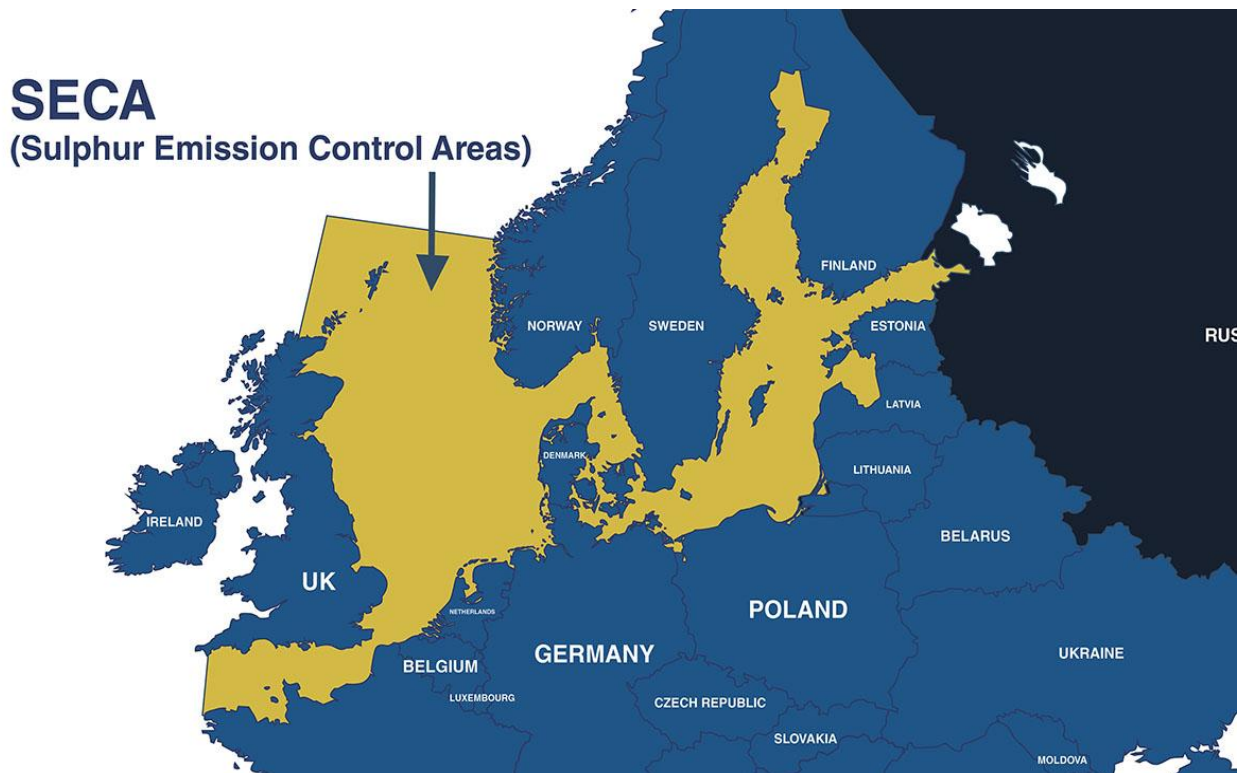 SECA
(Sulphur Emission Control Areas)
FINLAND
NORWAY
SWEDEN
ESTONIA
RUS
LATVIA
DENMARK
LITHUANIA
IRELAND
BELARUS
UK
NETHERLANDS
POLAND
GERMANY
UKRAINE
BELGIUM
LUXEMBOURG
CZECH REPUBLIC
SLOVAKIA
MOLDOVA